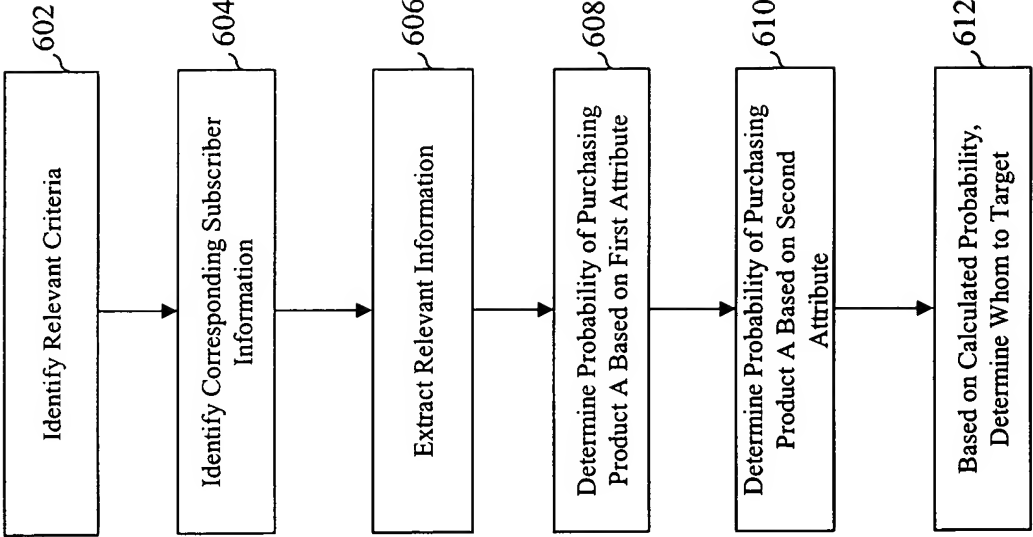 602
Identify Relevant Criteria
604
Identify Corresponding Subscriber
Information
606
Extract Relevant Information
608
Determine Probability of Purchasing
Product A Based on First Attribute
610
Determine Probability of Purchasing
Product A Based on Second
Attribute
612
Based on Calculated Probability,
Determine Whom to Target